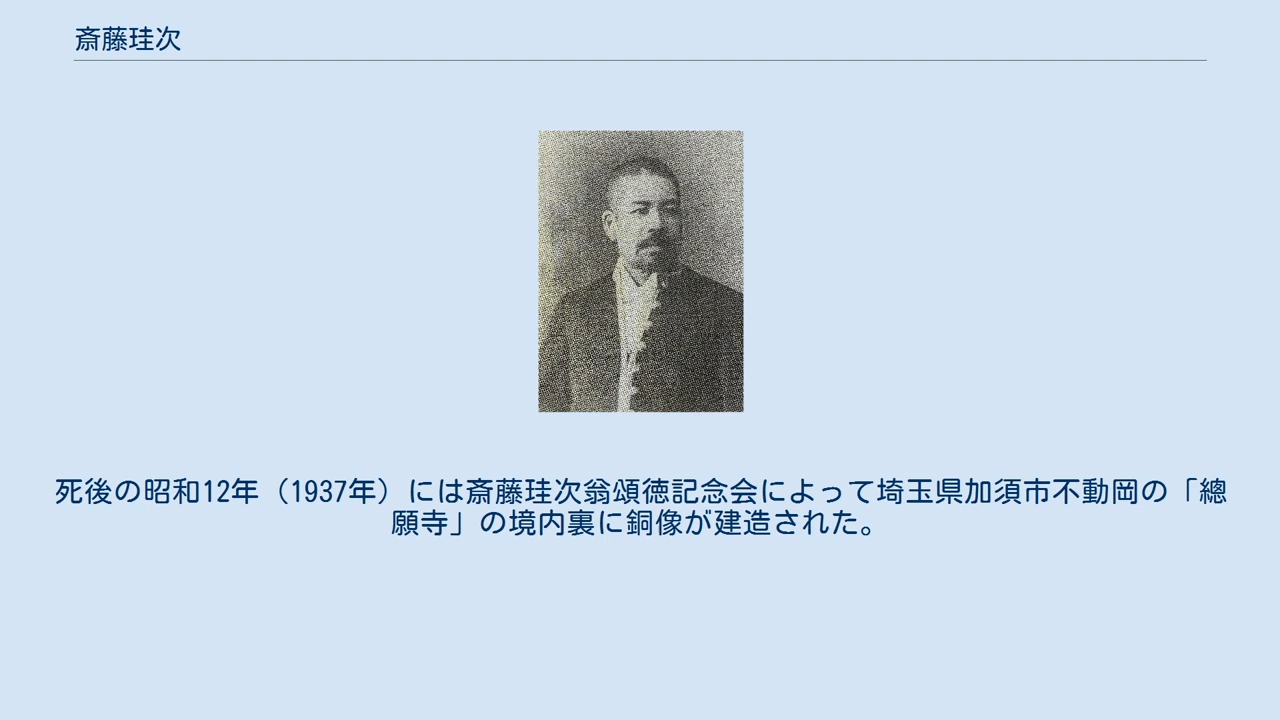 斎藤珪次
死後の昭和12年（1937年）には斎藤珪次翁頌徳記念会によって埼玉県加須市不動岡の「總
願寺」の境内裏に銅像が建造された。